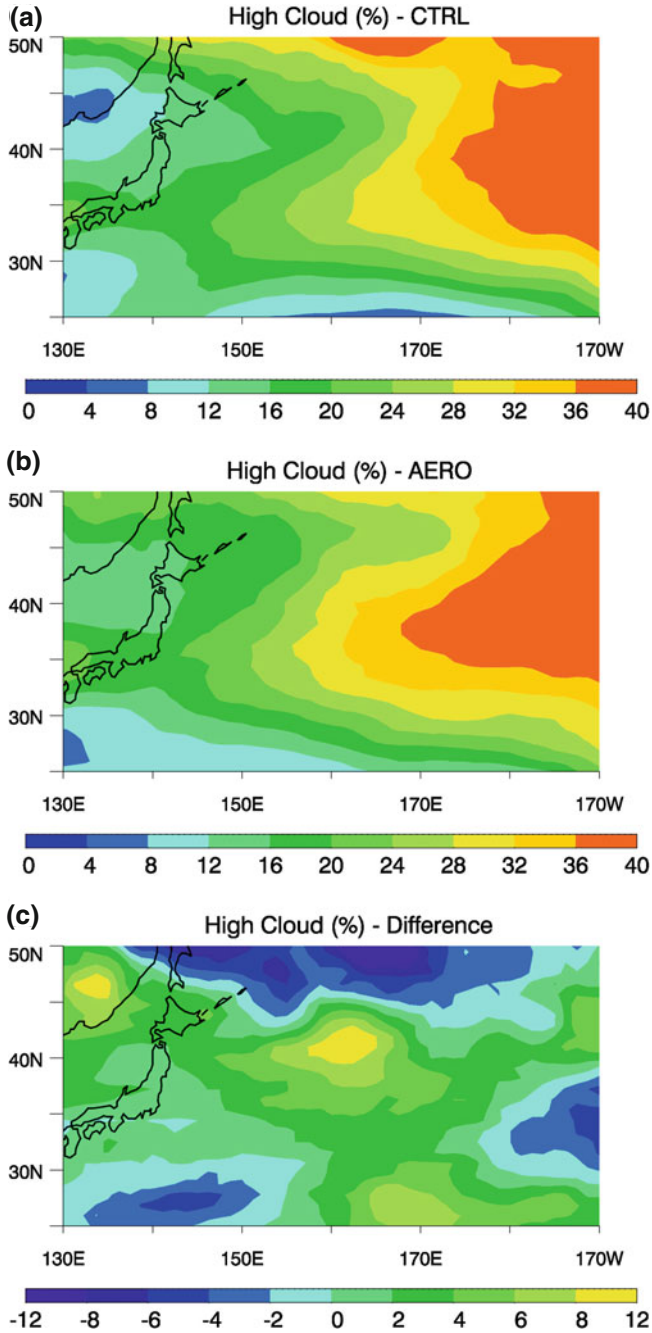 (a) High Cloud (%) - CTRL
50N
40N
30N
130E 150E 170E 170W
0 4 8 12 16 20 24 28 32 36 40
(b) High Cloud (%) - AERO
50N
40N
30N
130E 150E 170E 170W
0 4 8 12 16 20 24 28 32 36 40
(c) High Cloud (%) - Difference
50N
40N
30N
130E 150E 170E 170W
-12 -8 -6 -4 -2 0 2 4 6 8 12